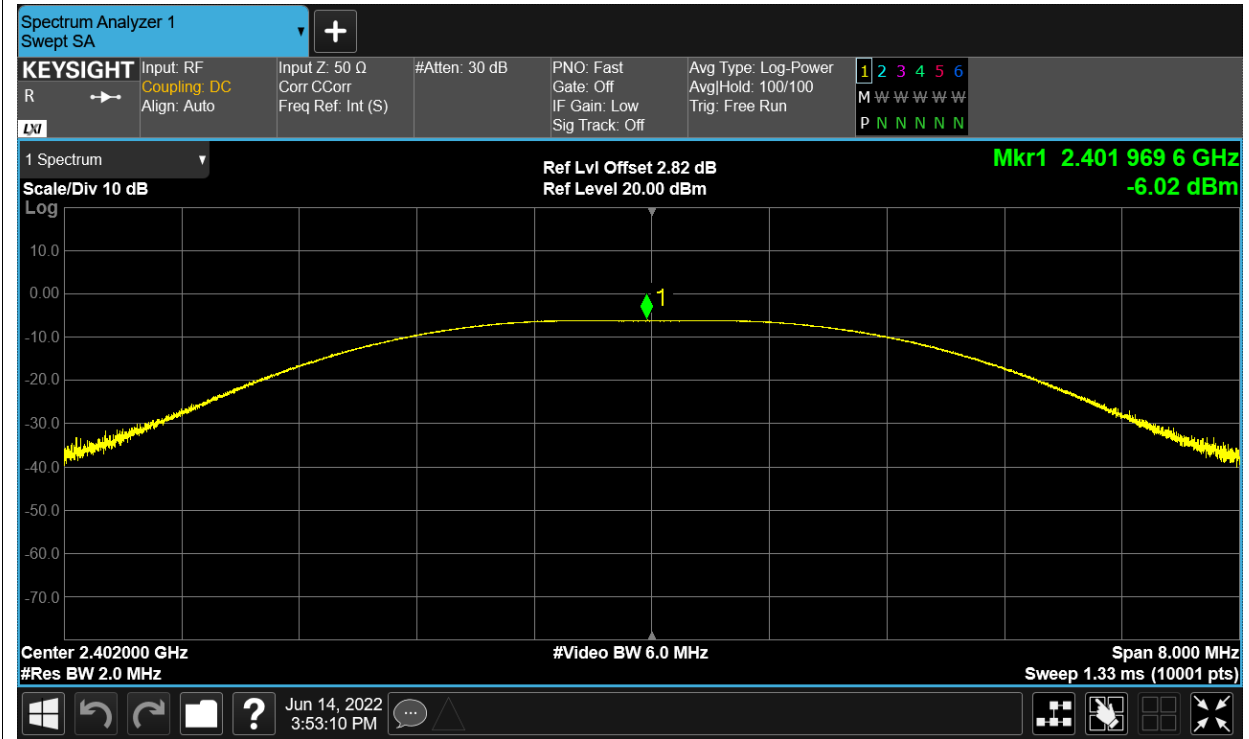 Spectrum Analyzer 1
Swept SA
KEYSIGHT
R
LXI
Input: RF
Coupling: DC
Align: Auto
Input Z: 50 Ω
Corr CCorr
Freq Ref: Int (S)
#Atten: 30 dB
PNO: Fast
Gate: Off
IF Gain: Low
Sig Track: Off
Avg Type: Log-Power
Avg|Hold: 100/100
Trig: Free Run
1 2 3 4 5 6
M W W W W W
P N N N N N
1 Spectrum
Scale/Div 10 dB
Log
Ref Lvl Offset 2.82 dB
Ref Level 20.00 dBm
Mkr1 2.401 969 6 GHz
-6.02 dBm
10.0
0.00
1
-10.0
-20.0
-30.0
-40.0
-50.0
-60.0
-70.0
Center 2.402000 GHz
#Video BW 6.0 MHz
Span 8.000 MHz
#Res BW 2.0 MHz
Sweep 1.33 ms (10001 pts)
?
Jun 14, 2022
3:53:10 PM